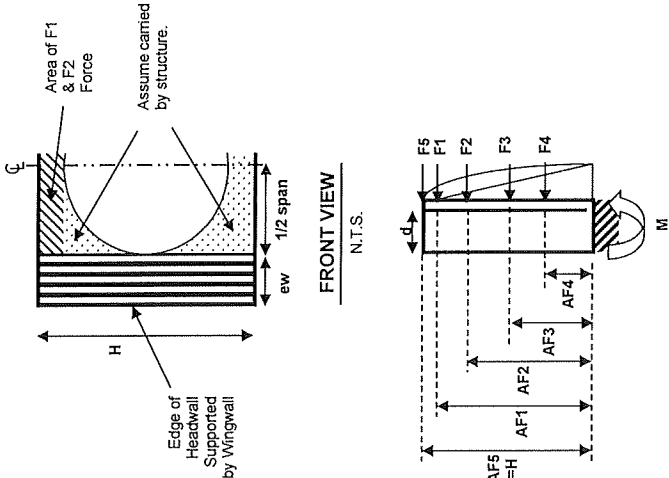 Area of F1
& F2
Force
Assume carried
by structure.
℄
H
ew
1/2 span
Edge of
Headwall
Supported
by Wingwall
FRONT VIEW
N.T.S.
d
F5
F1
F2
F3
F4
AF4
AF3
AF2
AF1
AF5
=H
M